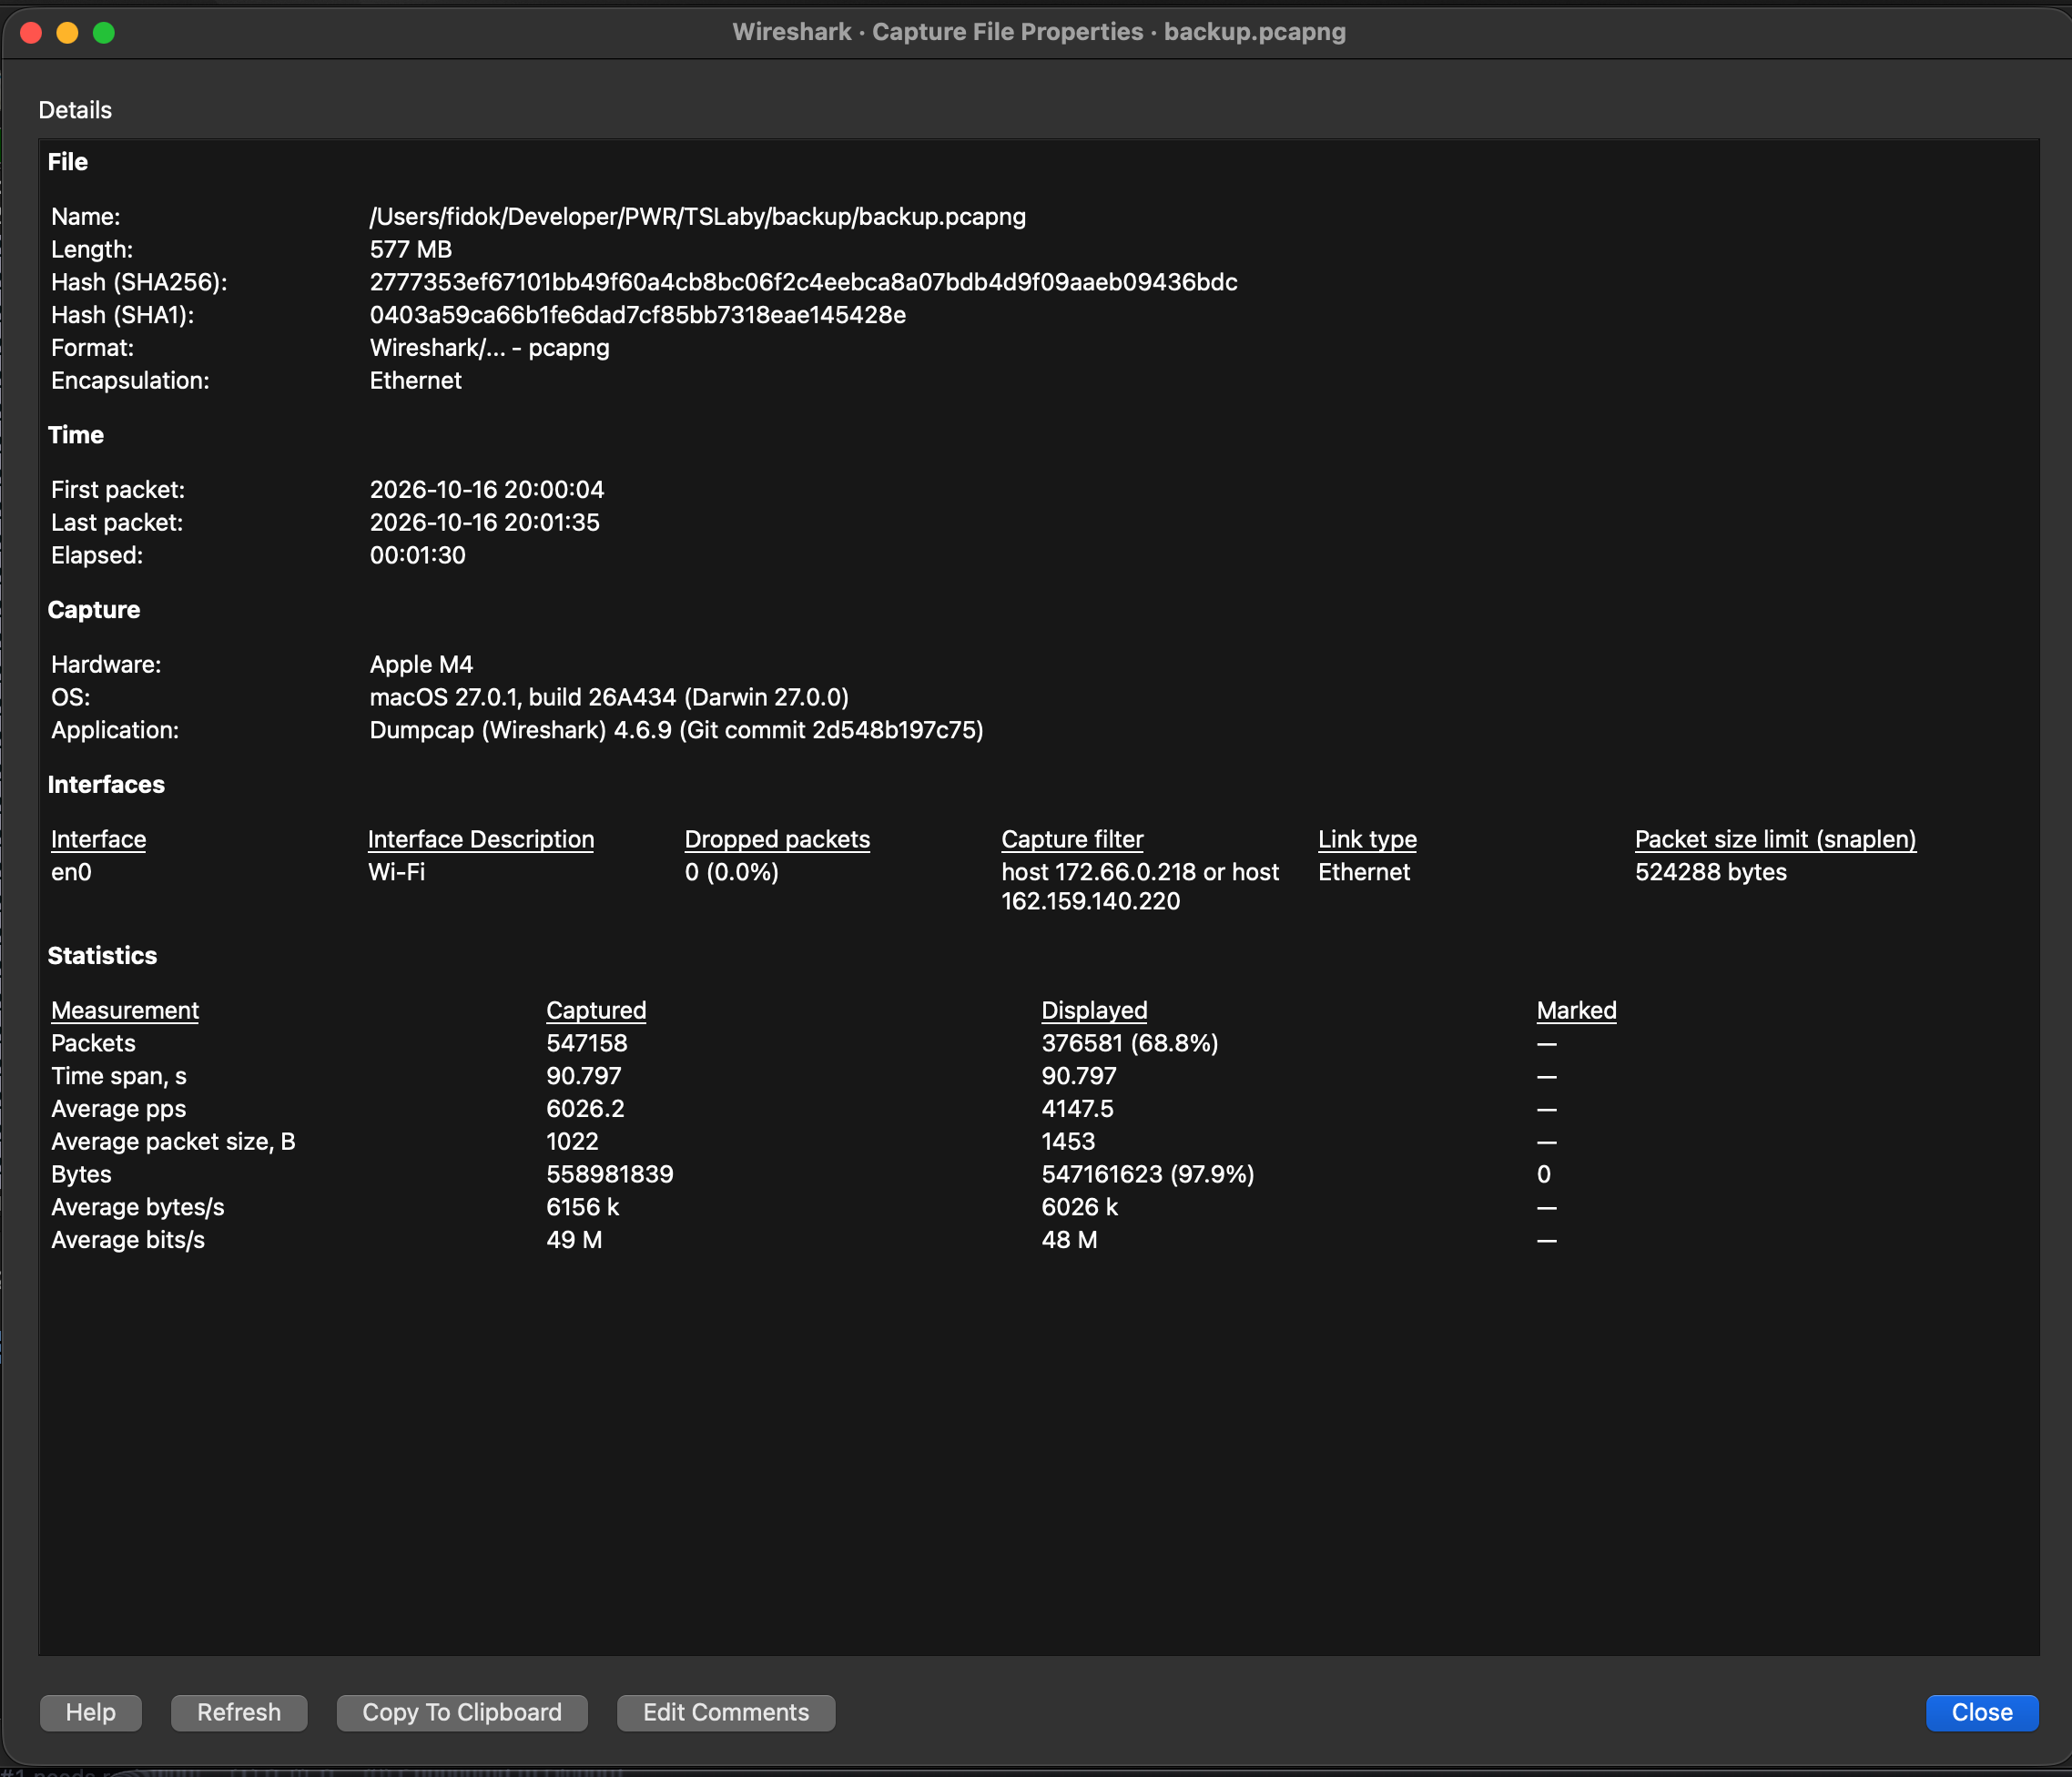 Wireshark · Capture File Properties · backup.pcapng
Details
File
Name: /Users/fidok/Developer/PWR/TSLaby/backup/backup.pcapng
Length: 577 MB
Hash (SHA256): 2777353ef67101bb49f60a4cb8bc06f2c4eebca8a07bdb4d9f09aaeb09436bdc
Hash (SHA1): 0403a59ca66b1fe6dad7cf85bb7318eae145428e
Format: Wireshark/... - pcapng
Encapsulation: Ethernet
Time
First packet: 2026-10-16 20:00:04
Last packet: 2026-10-16 20:01:35
Elapsed: 00:01:30
Capture
Hardware: Apple M4
OS: macOS 27.0.1, build 26A434 (Darwin 27.0.0)
Application: Dumpcap (Wireshark) 4.6.9 (Git commit 2d548b197c75)
Interfaces
Interface Interface Description Dropped packets Capture filter Link type Packet size limit (snaplen)
en0 Wi-Fi 0 (0.0%) host 172.66.0.218 or host Ethernet 524288 bytes
162.159.140.220
Statistics
Measurement Captured Displayed Marked
Packets 547158 376581 (68.8%) —
Time span, s 90.797 90.797 —
Average pps 6026.2 4147.5 —
Average packet size, B 1022 1453 —
Bytes 558981839 547161623 (97.9%) 0
Average bytes/s 6156 k 6026 k —
Average bits/s 49 M 48 M —
Help Refresh Copy To Clipboard Edit Comments Close